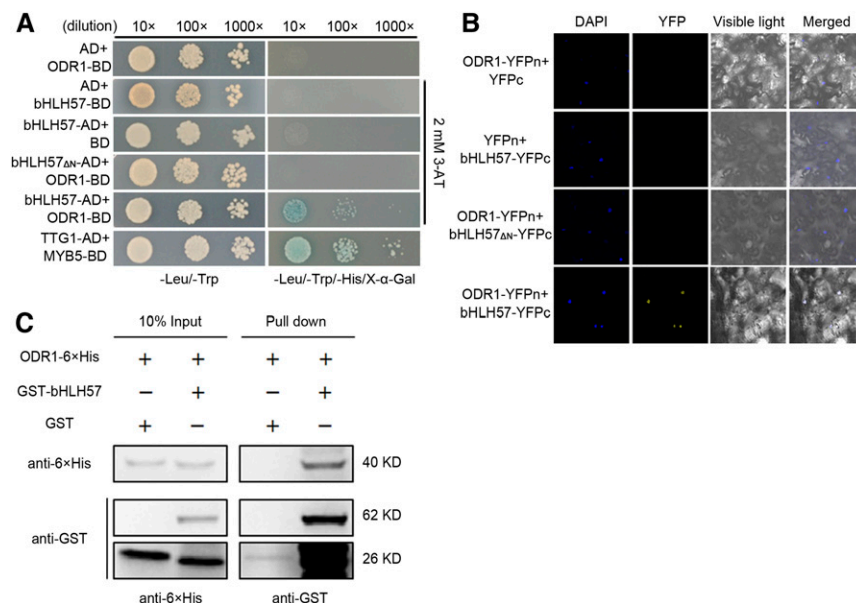 A
(dilution) 10× 100× 1000× 10× 100× 1000×
AD+
ODR1-BD
AD+
bHLH57-BD
bHLH57-AD+
BD
bHLH57ΔN-AD+
ODR1-BD
bHLH57-AD+
ODR1-BD
TTG1-AD+
MYB5-BD
2 mM 3-AT
-Leu/-Trp -Leu/-Trp/-His/X-α-Gal
B
DAPI YFP Visible light Merged
ODR1-YFPn+
YFPc
YFPn+
bHLH57-YFPc
ODR1-YFPn+
bHLH57ΔN-YFPc
ODR1-YFPn+
bHLH57-YFPc
C
10% Input Pull down
ODR1-6×His + + + +
GST-bHLH57 − + − +
GST + − + −
anti-6×His 40 KD
anti-GST 62 KD
26 KD
anti-6×His anti-GST